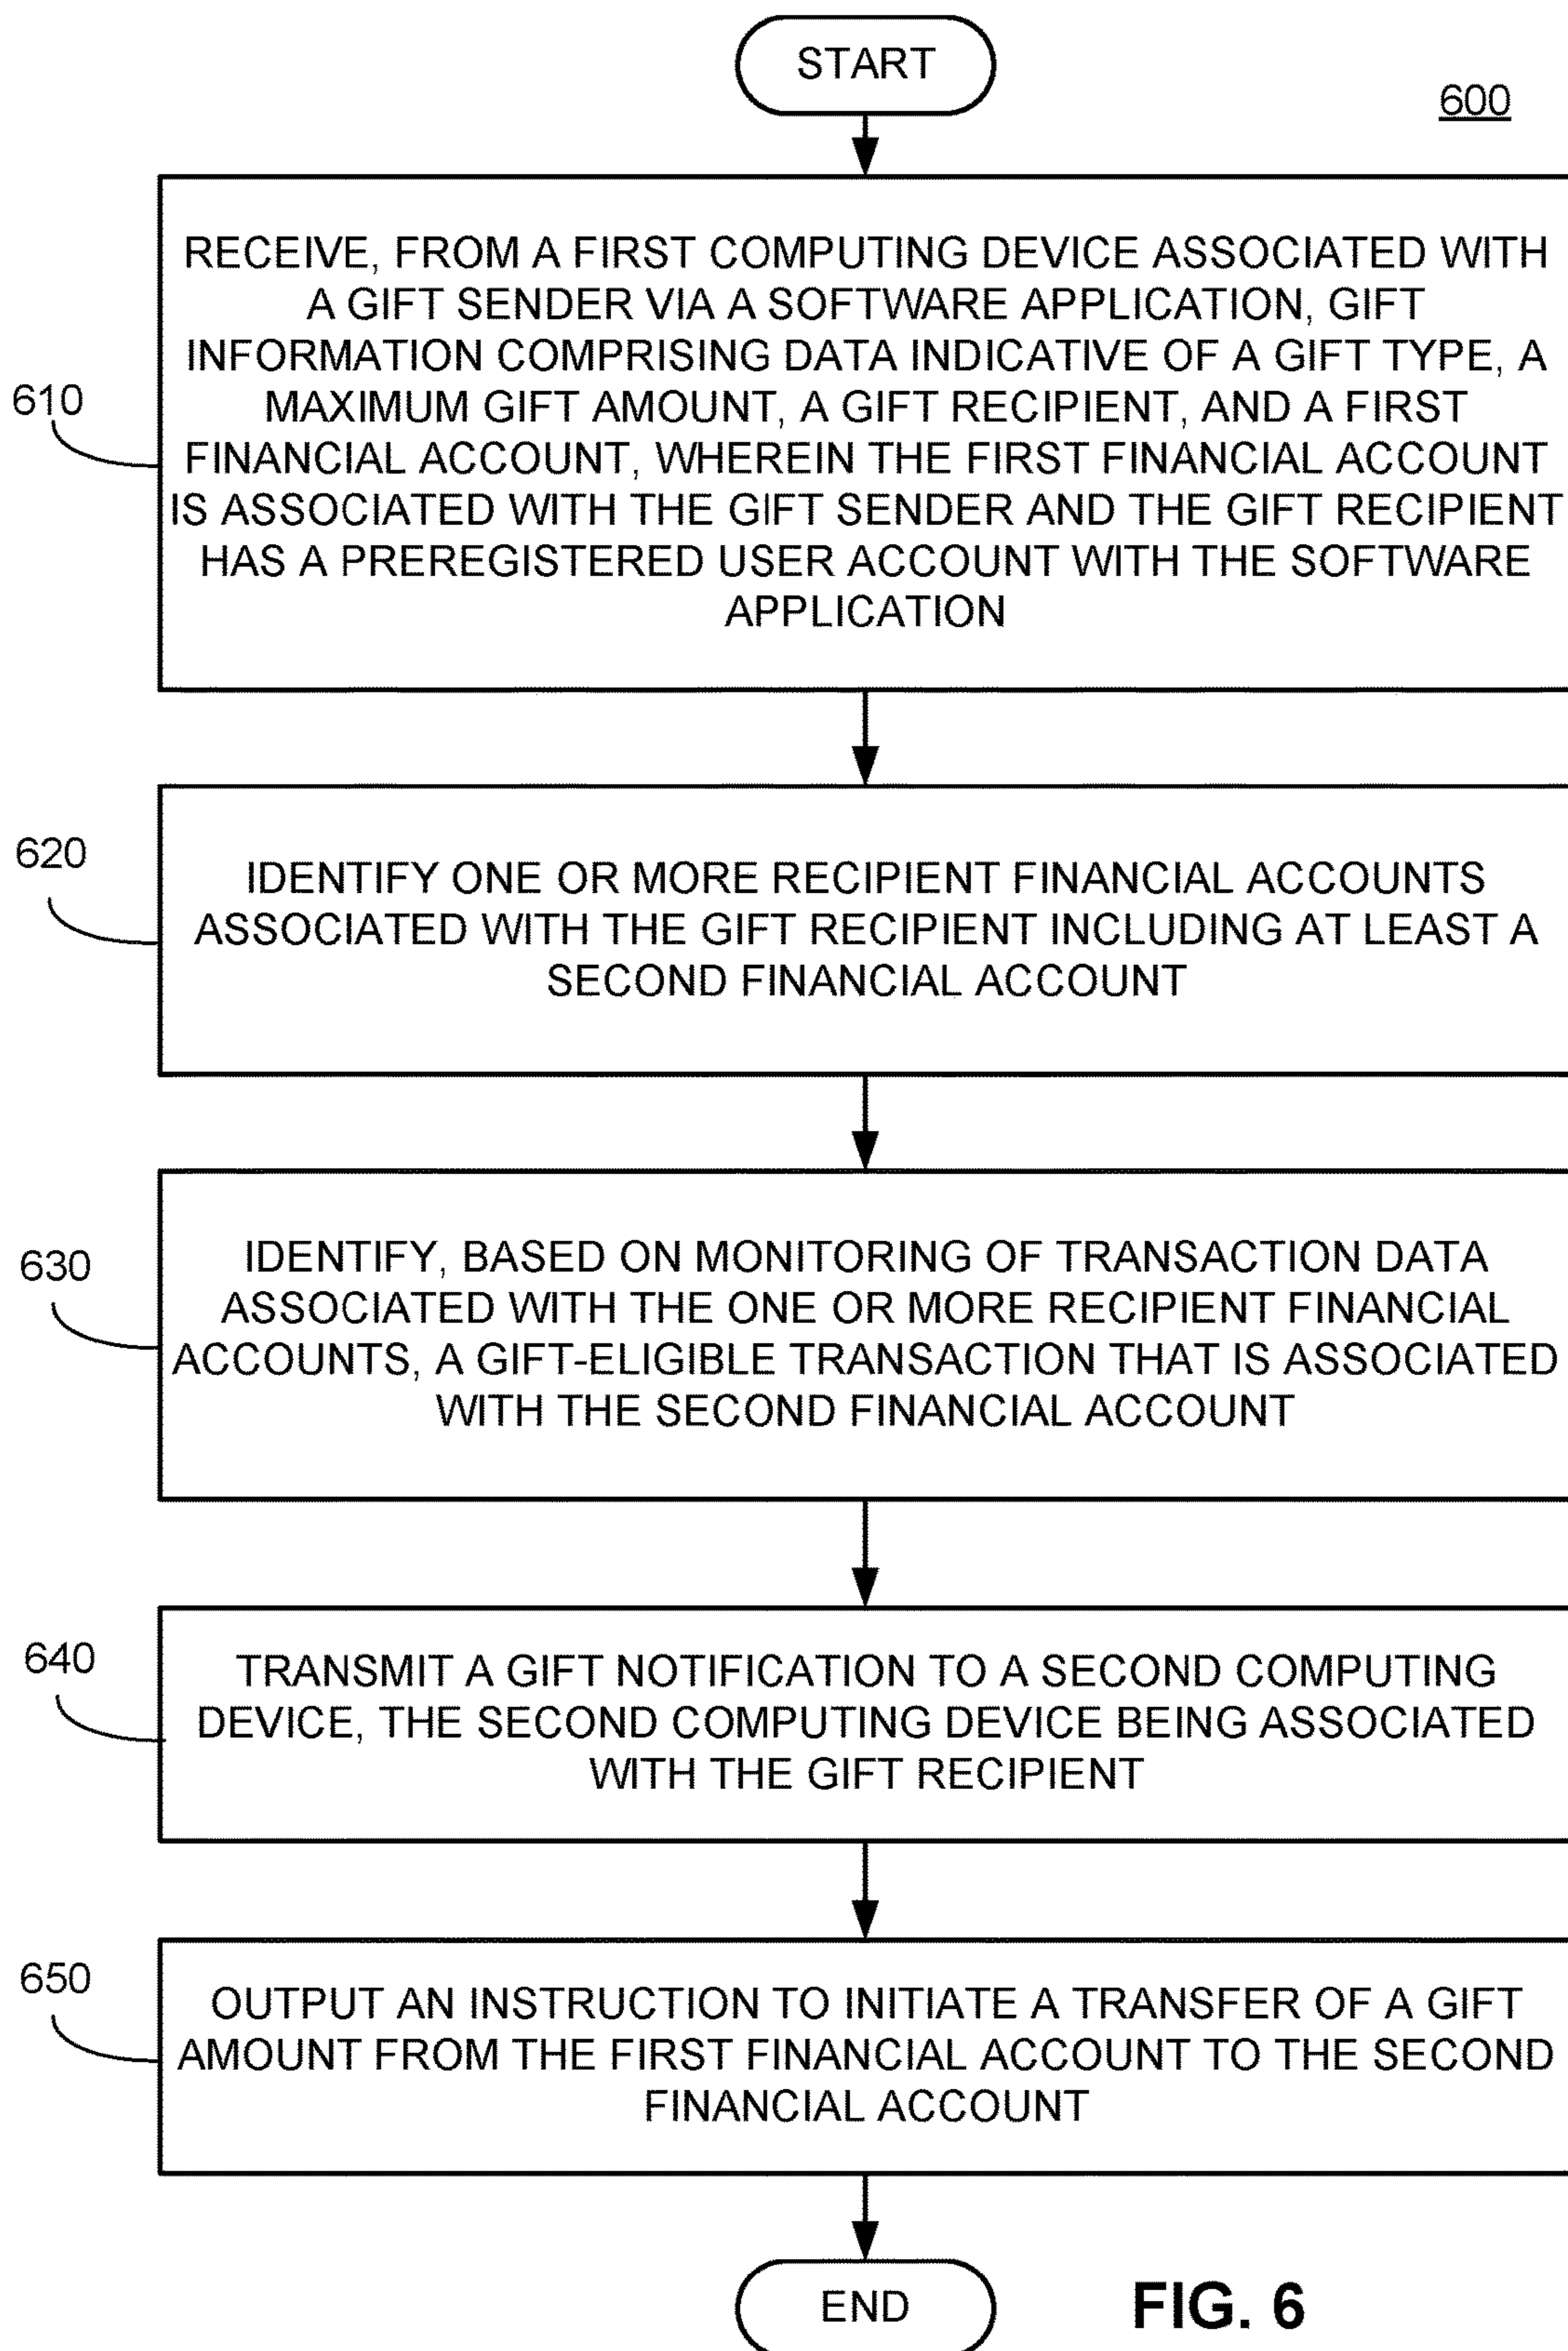 START
600
RECEIVE, FROM A FIRST COMPUTING DEVICE ASSOCIATED WITH
A GIFT SENDER VIA A SOFTWARE APPLICATION, GIFT
INFORMATION COMPRISING DATA INDICATIVE OF A GIFT TYPE, A
MAXIMUM GIFT AMOUNT, A GIFT RECIPIENT, AND A FIRST
FINANCIAL ACCOUNT, WHEREIN THE FIRST FINANCIAL ACCOUNT
IS ASSOCIATED WITH THE GIFT SENDER AND THE GIFT RECIPIENT
HAS A PREREGISTERED USER ACCOUNT WITH THE SOFTWARE
APPLICATION
610
620
IDENTIFY ONE OR MORE RECIPIENT FINANCIAL ACCOUNTS
ASSOCIATED WITH THE GIFT RECIPIENT INCLUDING AT LEAST A
SECOND FINANCIAL ACCOUNT
630
IDENTIFY, BASED ON MONITORING OF TRANSACTION DATA
ASSOCIATED WITH THE ONE OR MORE RECIPIENT FINANCIAL
ACCOUNTS, A GIFT-ELIGIBLE TRANSACTION THAT IS ASSOCIATED
WITH THE SECOND FINANCIAL ACCOUNT
640
TRANSMIT A GIFT NOTIFICATION TO A SECOND COMPUTING
DEVICE, THE SECOND COMPUTING DEVICE BEING ASSOCIATED
WITH THE GIFT RECIPIENT
650
OUTPUT AN INSTRUCTION TO INITIATE A TRANSFER OF A GIFT
AMOUNT FROM THE FIRST FINANCIAL ACCOUNT TO THE SECOND
FINANCIAL ACCOUNT
END
FIG. 6